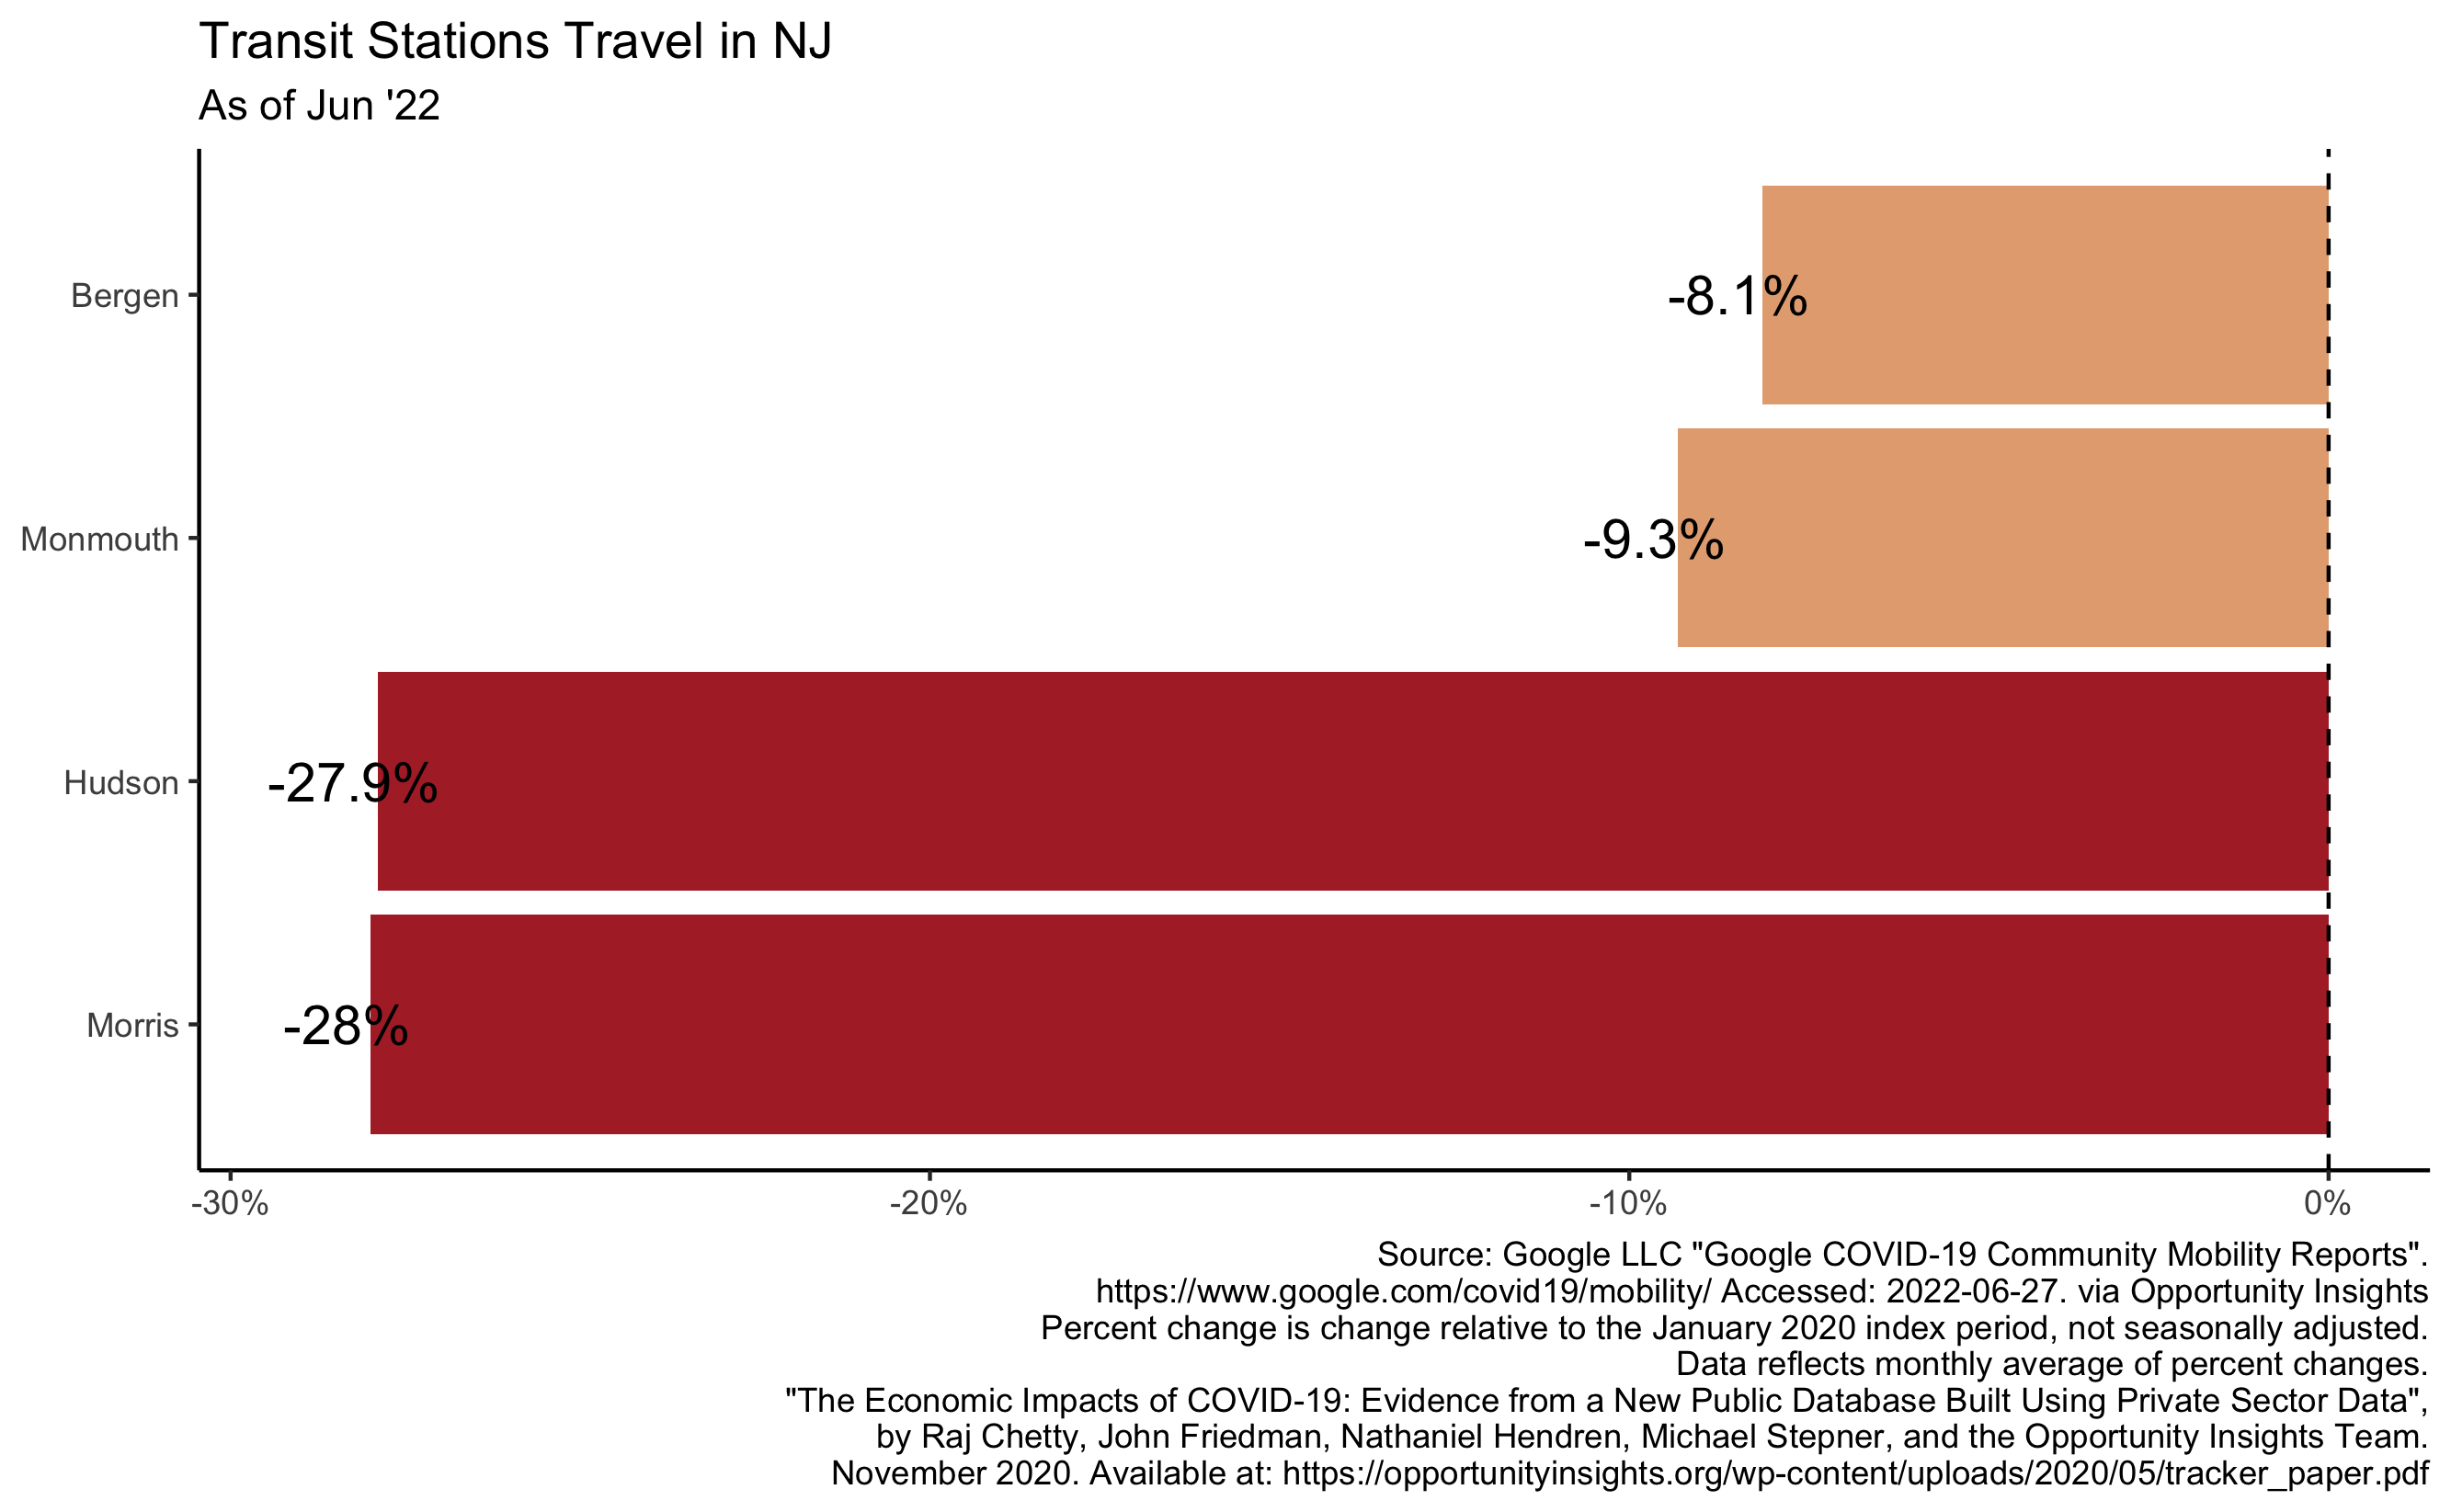 Transit Stations Travel in NJ
As of Jun '22
Bergen
-8.1%
Monmouth
-9.3%
Hudson
-27.9%
Morris
-28%
-30%
-20%
-10%
0%
Source: Google LLC "Google COVID-19 Community Mobility Reports".
https://www.google.com/covid19/mobility/ Accessed: 2022-06-27. via Opportunity Insights
Percent change is change relative to the January 2020 index period, not seasonally adjusted.
Data reflects monthly average of percent changes.
"The Economic Impacts of COVID-19: Evidence from a New Public Database Built Using Private Sector Data",
by Raj Chetty, John Friedman, Nathaniel Hendren, Michael Stepner, and the Opportunity Insights Team.
November 2020. Available at: https://opportunityinsights.org/wp-content/uploads/2020/05/tracker_paper.pdf